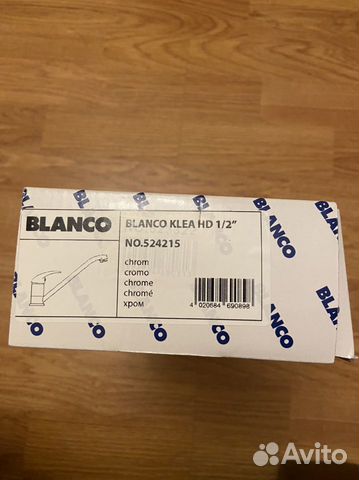 BLANCO
BLANCO KLEA HD 1/2”
NO.524215
chrom
cromo
chrome
chromé
хром
4 020684 690898
Avito